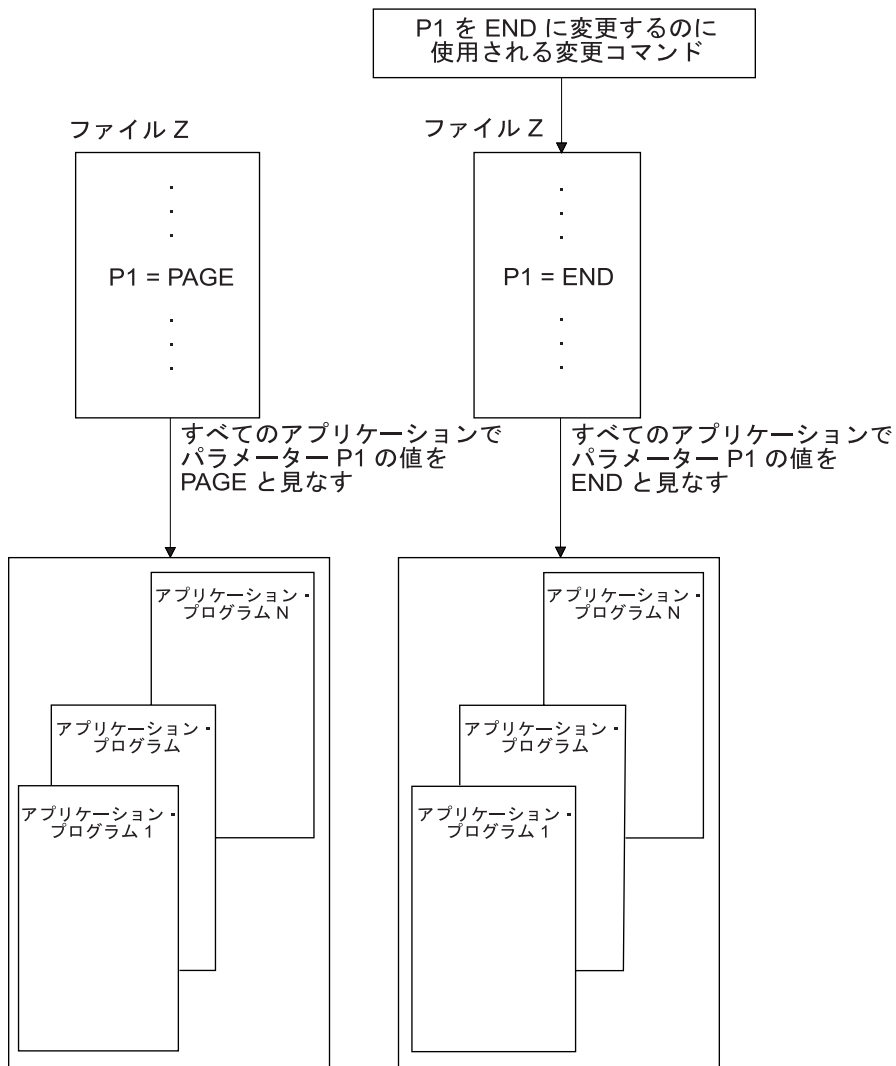 P1 を END に変更するのに
使用される変更コマンド
ファイル Z
P1 = PAGE
すべてのアプリケーションで
パラメーター P1 の値を
PAGE と見なす
アプリケーション・
プログラム N
アプリケーション・
プログラム
アプリケーション・
プログラム 1
ファイル Z
P1 = END
すべてのアプリケーションで
パラメーター P1 の値を
END と見なす
アプリケーション・
プログラム N
アプリケーション・
プログラム
アプリケーション・
プログラム 1